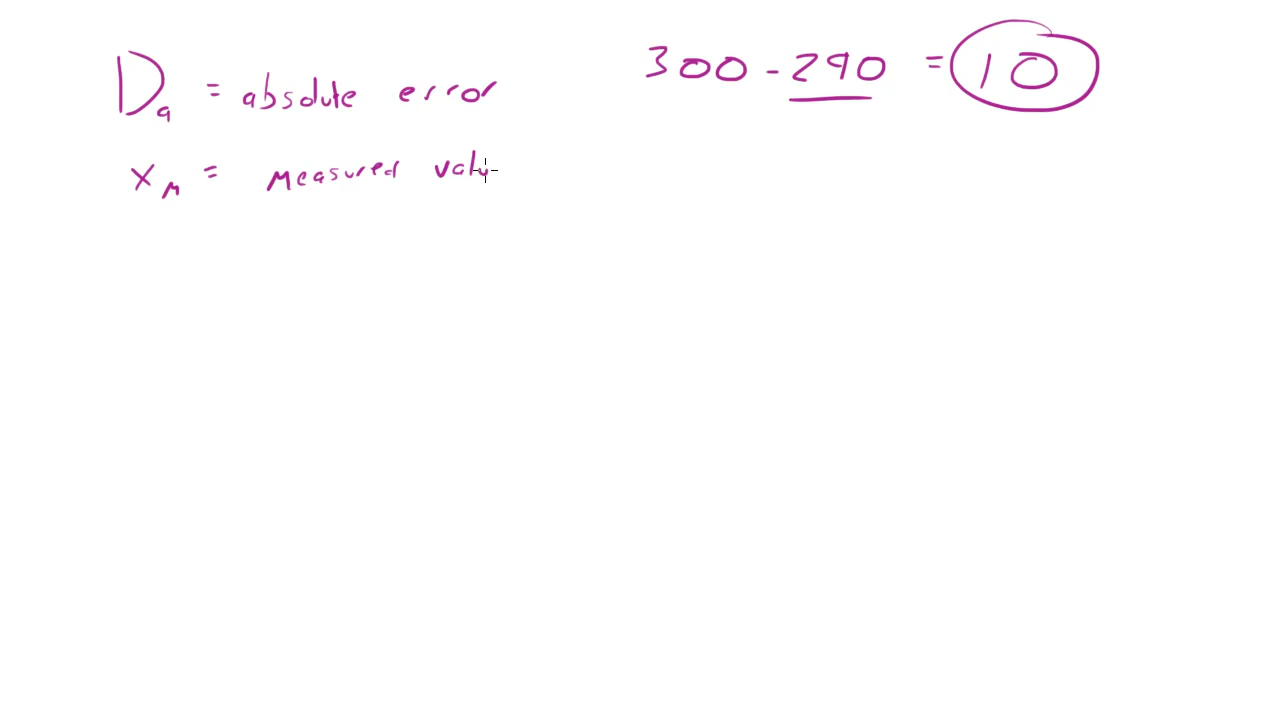 Da = absolute error
300 - 290 = 10
xM = Measured valu